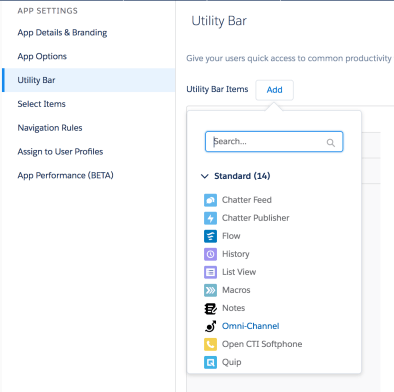 APP SETTINGS
App Details & Branding
App Options
Utility Bar
Select Items
Navigation Rules
Assign to User Profiles
App Performance (BETA)
Utility Bar
Give your users quick access to common productivity
Utility Bar Items
Add
Search...
Standard (14)
Chatter Feed
Chatter Publisher
Flow
History
List View
Macros
Notes
Omni-Channel
Open CTI Softphone
Quip